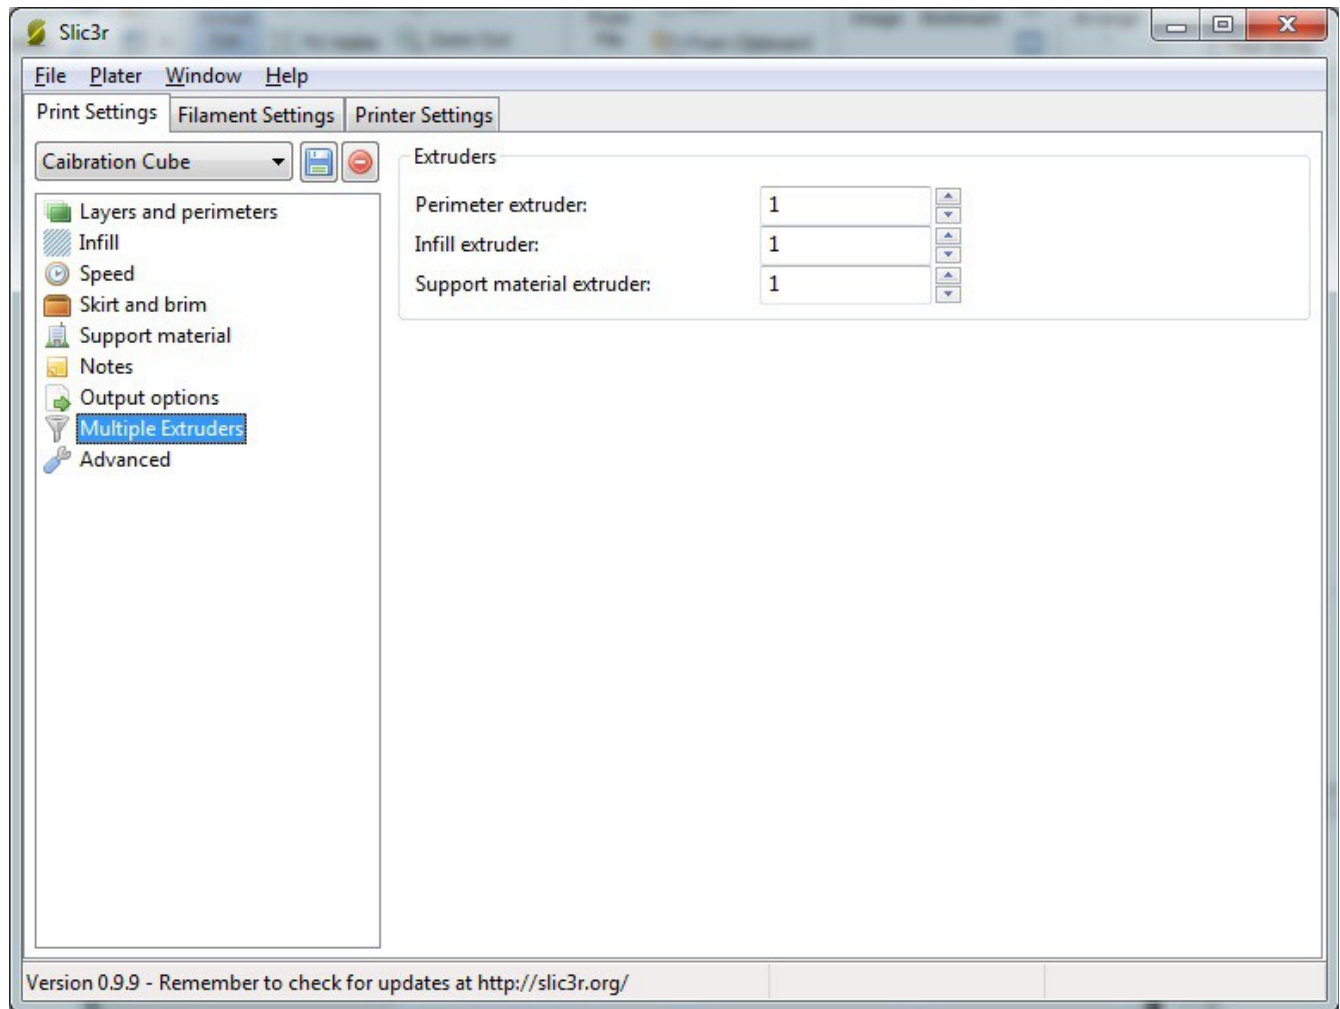 Slic3r
File Plater Window Help
Print Settings Filament Settings Printer Settings
Caibration Cube
Layers and perimeters
Infill
Speed
Skirt and brim
Support material
Notes
Output options
Multiple Extruders
Advanced
Extruders
Perimeter extruder: 1
Infill extruder: 1
Support material extruder: 1
Version 0.9.9 - Remember to check for updates at http://slic3r.org/